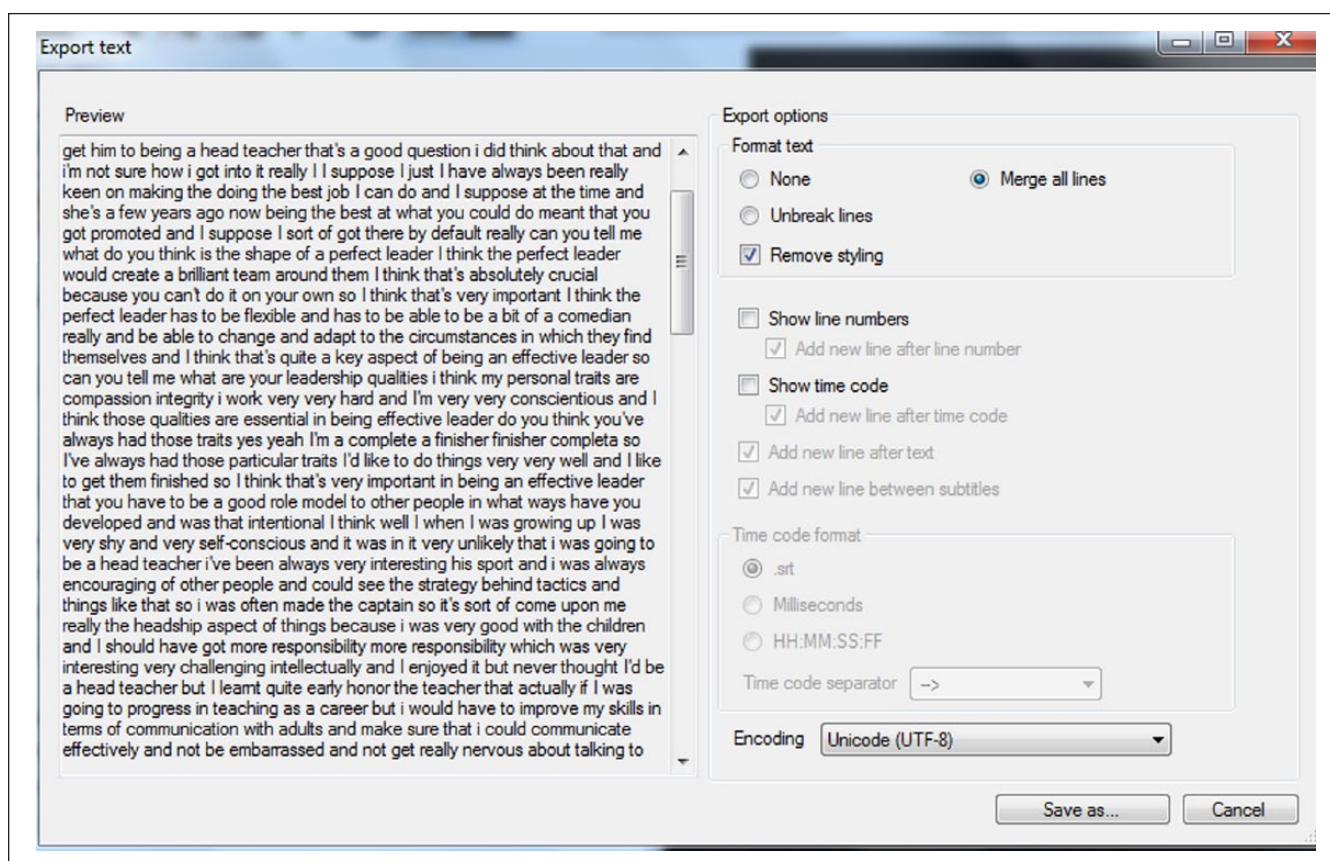 Export text
Preview
get him to being a head teacher that's a good question i did think about that and
i'm not sure how i got into it really I I suppose I just I have always been really
keen on making the doing the best job I can do and I suppose at the time and
she's a few years ago now being the best at what you could do meant that you
got promoted and I suppose I sort of got there by default really can you tell me
what do you think is the shape of a perfect leader I think the perfect leader
would create a brilliant team around them I think that's absolutely crucial
because you can't do it on your own so I think that's very important I think the
perfect leader has to be flexible and has to be able to be a bit of a comedian
really and be able to change and adapt to the circumstances in which they find
themselves and I think that's quite a key aspect of being an effective leader so
can you tell me what are your leadership qualities i think my personal traits are
compassion integrity i work very very hard and I'm very very conscientious and I
think those qualities are essential in being effective leader do you think you've
always had those traits yes yeah I'm a complete a finisher finisher completa so
I've always had those particular traits I'd like to do things very very well and I like
to get them finished so I think that's very important in being an effective leader
that you have to be a good role model to other people in what ways have you
developed and was that intentional I think well I when I was growing up I was
very shy and very self-conscious and it was in it very unlikely that i was going to
be a head teacher i've been always very interesting his sport and i was always
encouraging of other people and could see the strategy behind tactics and
things like that so i was often made the captain so it's sort of come upon me
really the headship aspect of things because i was very good with the children
and I should have got more responsibility more responsibility which was very
interesting very challenging intellectually and I enjoyed it but never thought I'd be
a head teacher but I learnt quite early honor the teacher that actually if I was
going to progress in teaching as a career but i would have to improve my skills in
terms of communication with adults and make sure that i could communicate
effectively and not be embarrassed and not get really nervous about talking to
Export options
Format text
None
Merge all lines
Unbreak lines
Remove styling
Show line numbers
Add new line after line number
Show time code
Add new line after time code
Add new line after text
Add new line between subtitles
Time code format
.srt
Milliseconds
HH:MM:SS:FF
Time code separator -->
Encoding Unicode (UTF-8)
Save as... Cancel